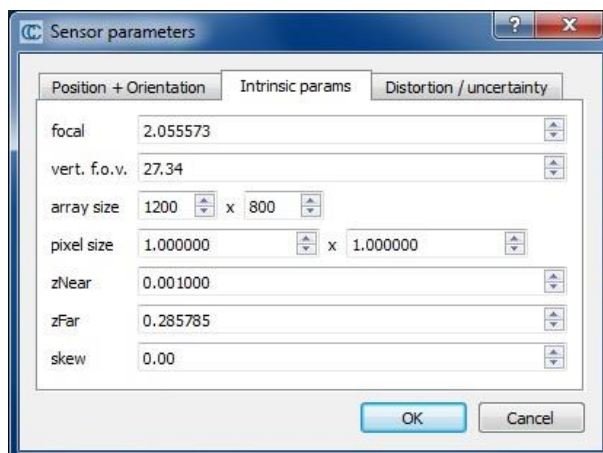 Sensor parameters
Position + Orientation Intrinsic params Distortion / uncertainty
focal 2.055573
vert. f.o.v. 27.34
array size 1200 x 800
pixel size 1.000000 x 1.000000
zNear 0.001000
zFar 0.285785
skew 0.00
OK Cancel